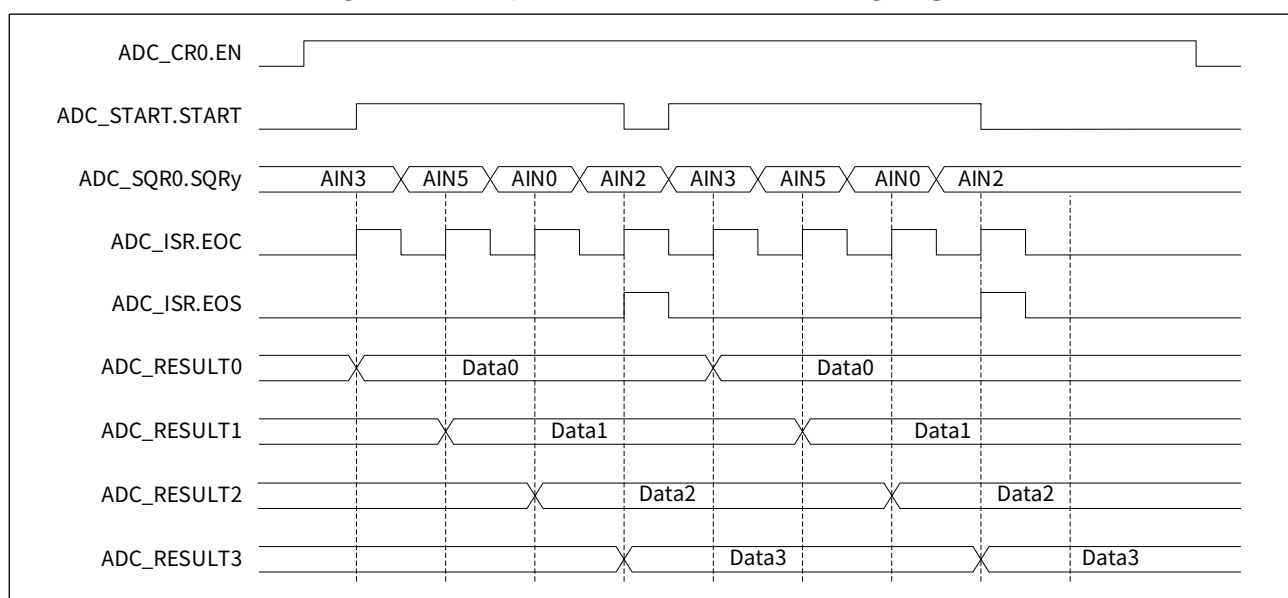 ADC_CR0.EN
ADC_START.START
ADC_SQR0.SQRy AIN3 AIN5 AIN0 AIN2 AIN3 AIN5 AIN0 AIN2
ADC_ISR.EOC
ADC_ISR.EOS
ADC_RESULT0 Data0 Data0
ADC_RESULT1 Data1 Data1
ADC_RESULT2 Data2 Data2
ADC_RESULT3 Data3 Data3